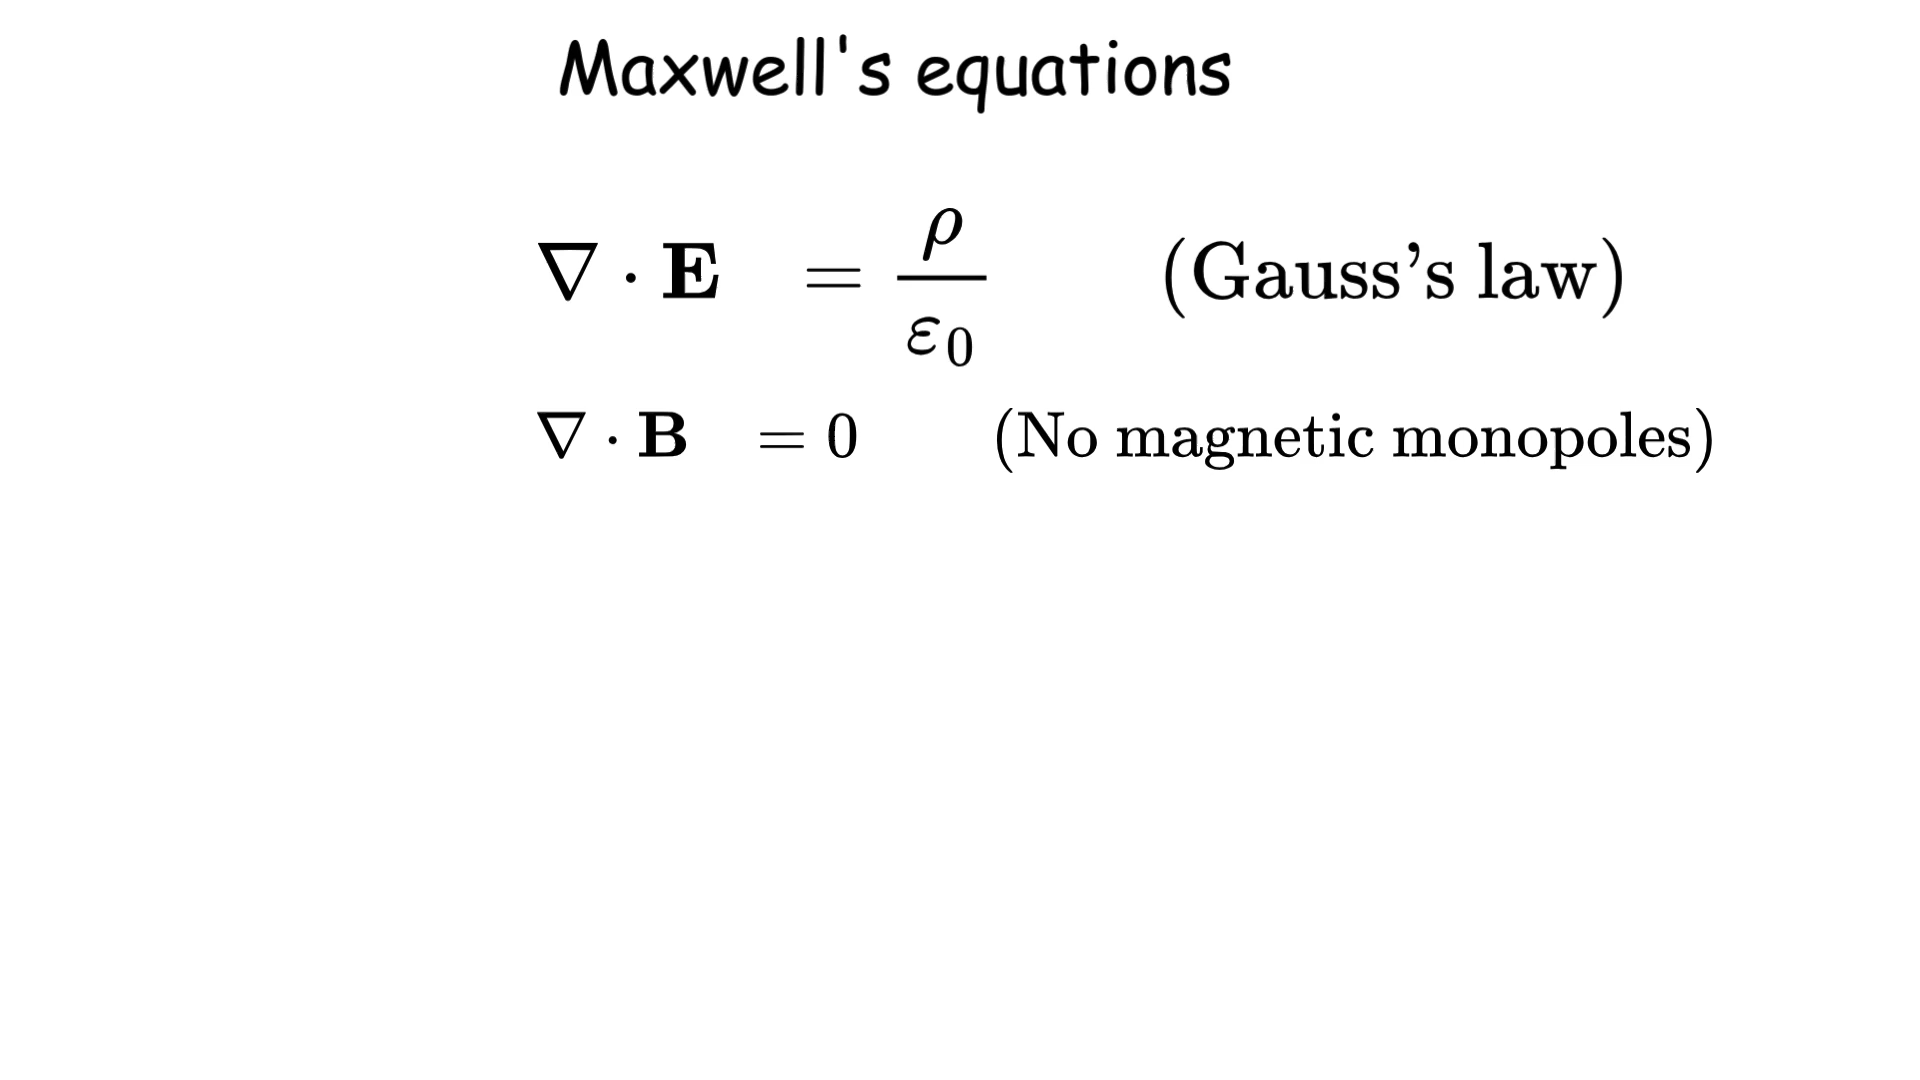 Maxwell's equations
∇ · E = ρ/ε₀ (Gauss’s law)
∇ · B = 0 (No magnetic monopoles)